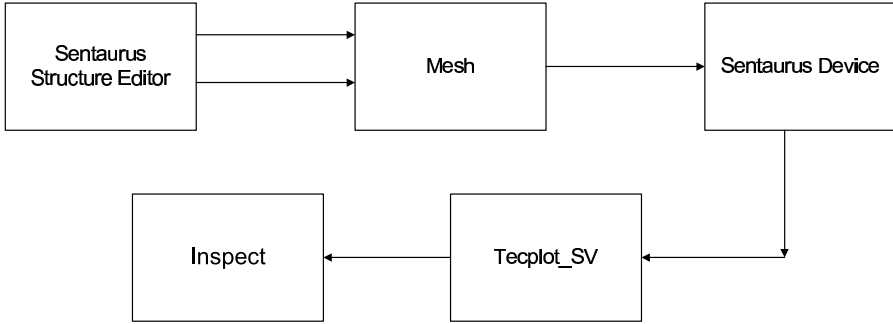 Sentaurus
Structure Editor
Mesh
Sentaurus Device
Inspect
Tecplot_SV